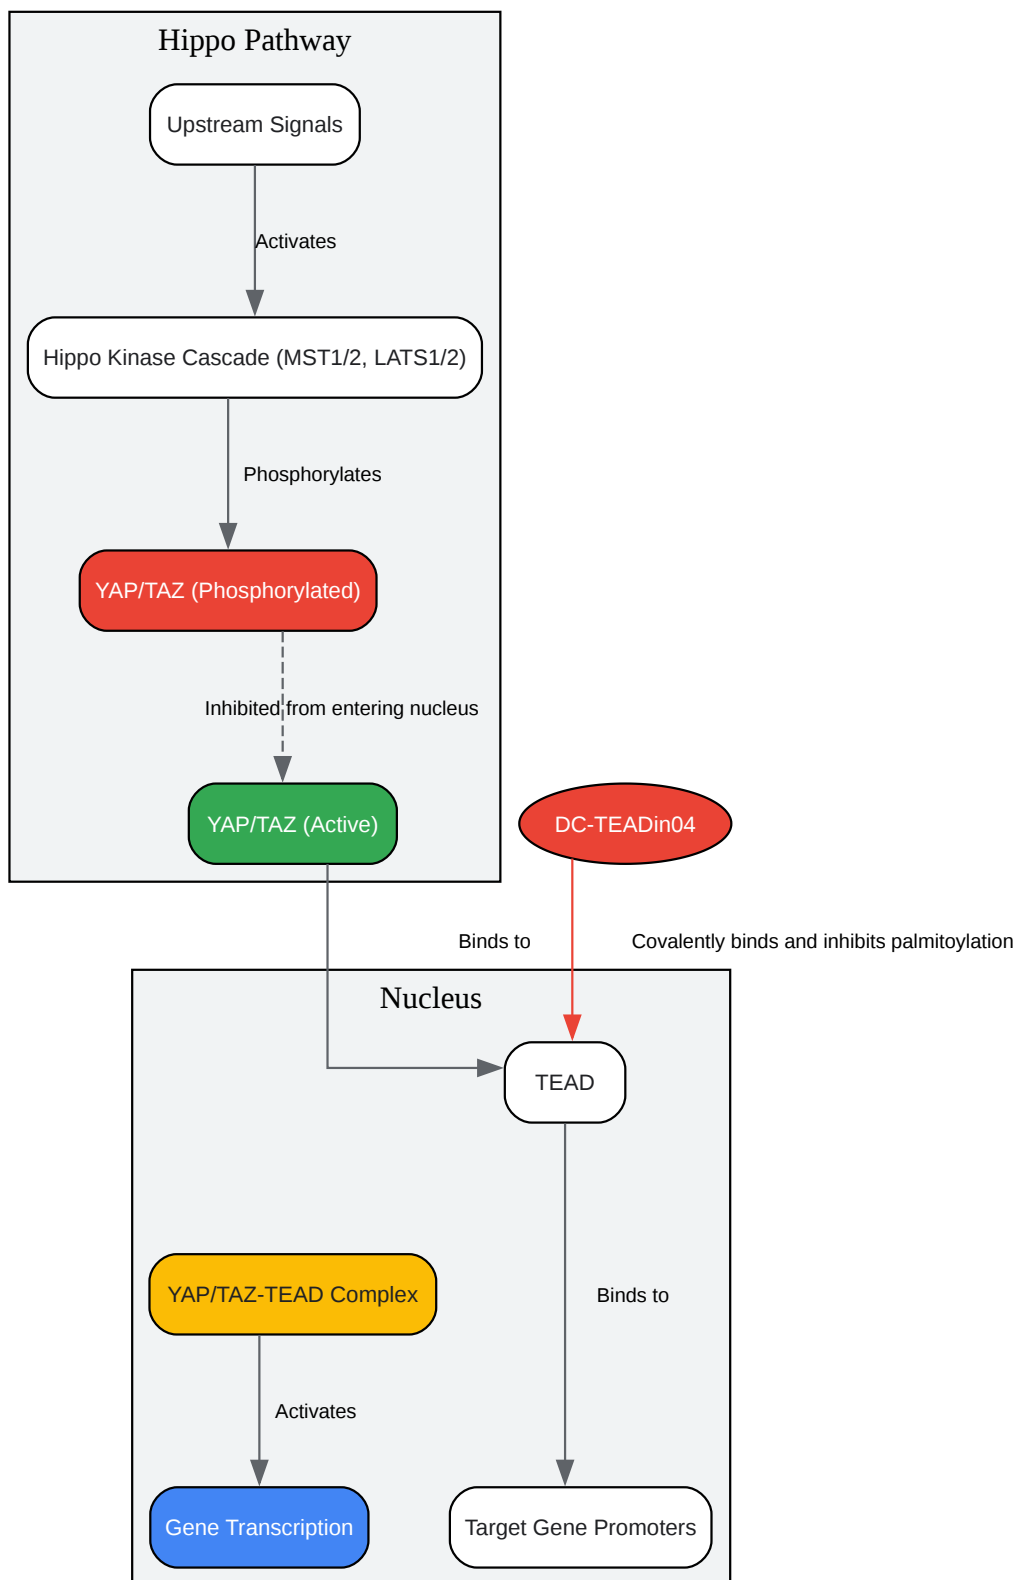 Hippo Pathway
Upstream Signals
Activates
Hippo Kinase Cascade (MST1/2, LATS1/2)
Phosphorylates
YAP/TAZ (Phosphorylated)
Inhibited from entering nucleus
YAP/TAZ (Active)
DC-TEADin04
Binds to
Covalently binds and inhibits palmitoylation
Nucleus
TEAD
YAP/TAZ-TEAD Complex
Binds to
Activates
Gene Transcription
Target Gene Promoters